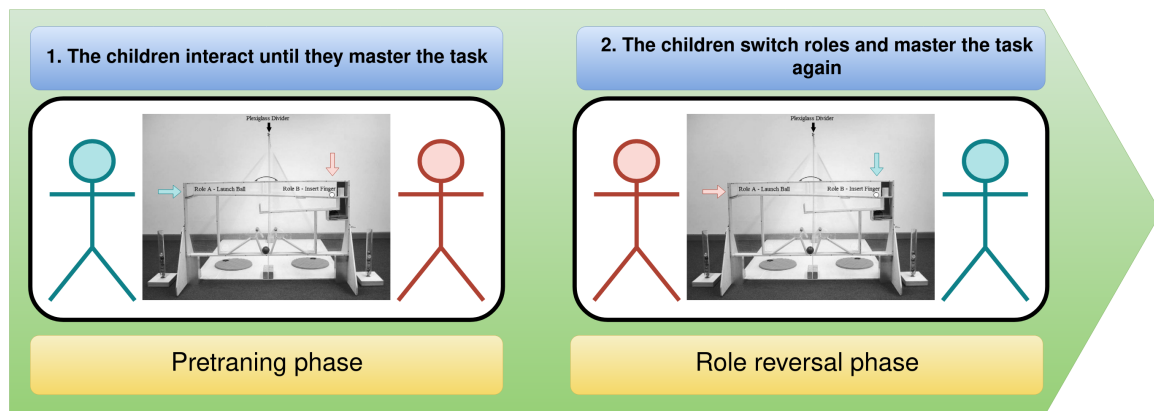 1. The children interact until they master the task
2. The children switch roles and master the task
again
Plexiglass Divider
Role A - Launch Ball
Role B - Insert Finger
Plexiglass Divider
Role A - Launch Ball
Role B - Insert Finger
Pretraning phase
Role reversal phase